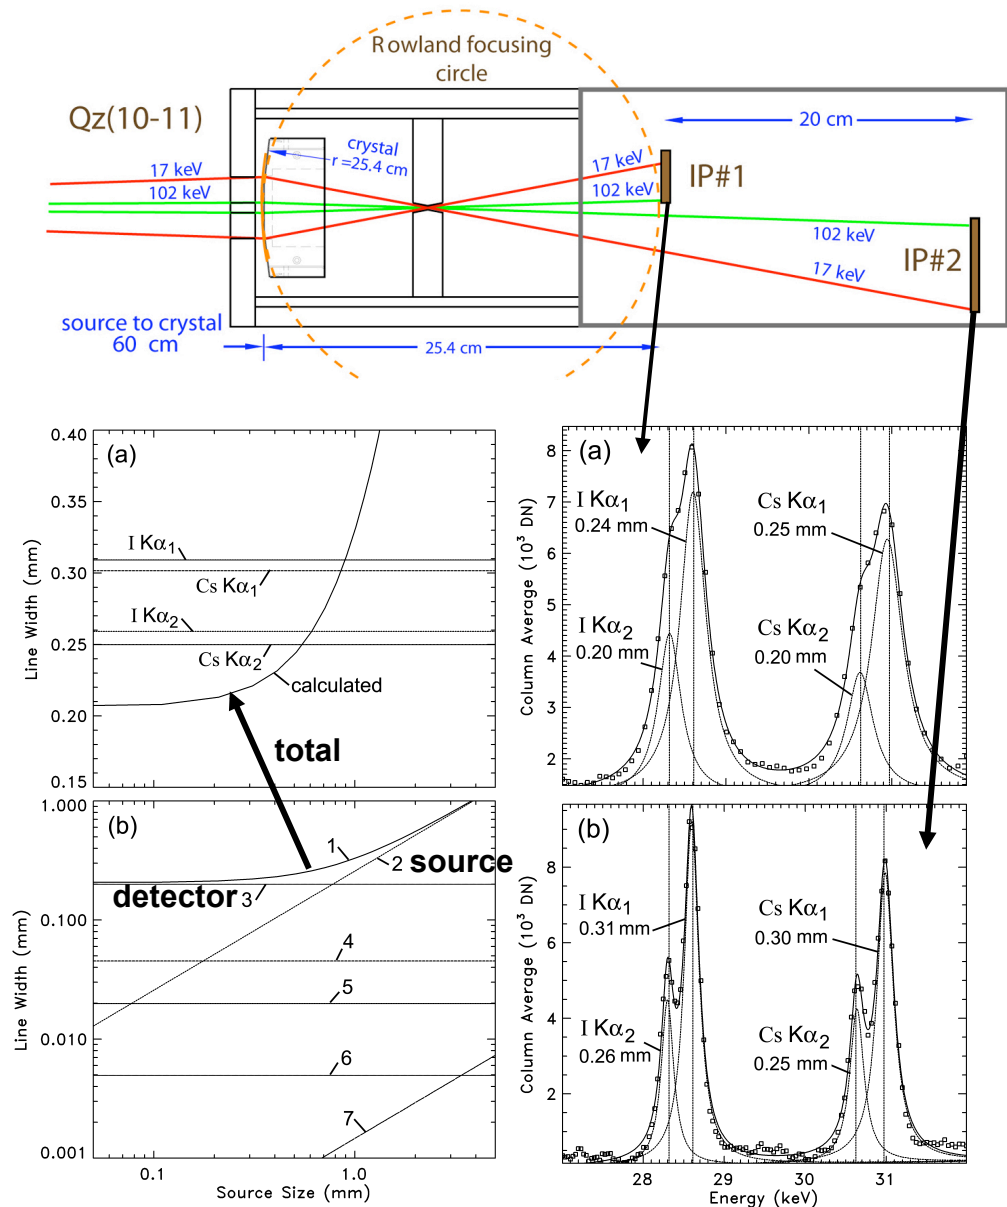 Rowland focusing
circle
Qz(10-11)
crystal
r =25.4 cm
20 cm
17 keV
102 keV
17 keV
102 keV
IP#1
102 keV
17 keV
IP#2
source to crystal
60 cm
25.4 cm
(a)
0.40
0.35
0.30
0.25
0.20
0.15
Line Width (mm)
I Kα1
Cs Kα1
I Kα2
Cs Kα2
calculated
total
(b)
1.000
0.100
0.010
0.001
Line Width (mm)
1
2
source
detector
3
4
5
6
7
0.1
1.0
Source Size (mm)
(a)
8
7
6
5
4
3
2
Column Average (10³ DN)
I Kα1
0.24 mm
Cs Kα1
0.25 mm
I Kα2
0.20 mm
Cs Kα2
0.20 mm
(b)
8
6
4
2
Column Average (10³ DN)
I Kα1
0.31 mm
Cs Kα1
0.30 mm
I Kα2
0.26 mm
Cs Kα2
0.25 mm
28
29
30
31
Energy (keV)